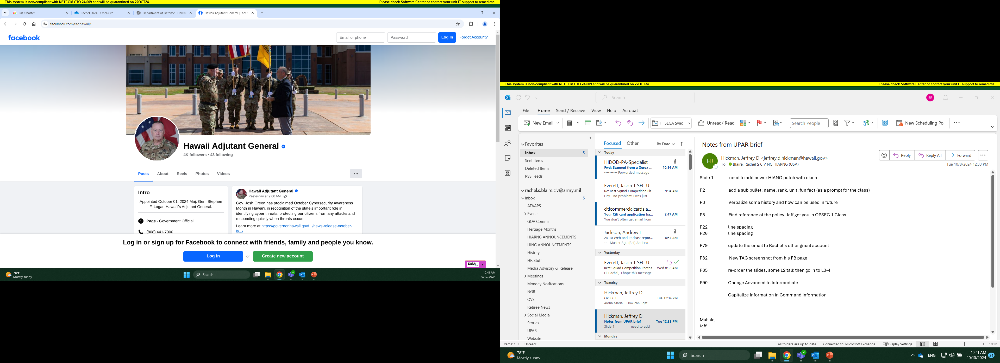 This system is non-compliant with NETCOM CTO 24-009 and will be quarantined on 22OCT24.
Please check Software Center or contact your unit IT support to remediate.
PAO Master
Rachel 2024 - OneDrive
Department of Defense | Hawai
Hawaii Adjutant General | Faceb
facebook.com/taghawaii/
facebook
Email or phone
Password
Log In
Forgot Account?
Hawaii Adjutant General
4K followers • 43 following
Posts
About
Reels
Photos
Videos
Intro
Appointed October 01, 2024 Maj. Gen. Stephen
F. Logan Hawaiʻi's Adjutant General.
Page · Government Official
(808) 441-7000
Hawaii Adjutant General
Yesterday at 9:00 AM ·
Gov. Josh Green has proclaimed October Cybersecurity Awareness
Month in Hawaiʻi, in recognition of the state's important role in
identifying cyber threats, protecting our citizens from any attacks and
responding quickly when threats occur.
Learn more at https://governor.hawaii.gov/.../news-release-october-
is.../
Log in or sign up for Facebook to connect with friends, family and people you know.
Log In
or
Create new account
DISA
78°F
Mostly sunny
Search
10:41 AM
10/10/2024
This system is non-compliant with NETCOM CTO 24-009 and will be quarantined on 22OCT24.
Please check Software Center or contact your unit IT support to remediate.
Search
BR
File
Home
Send / Receive
View
Help
Acrobat
New Email
HI SEGA Sync
Unread/ Read
Search People
New Scheduling Poll
Favorites
Inbox 5
Sent Items
Deleted Items
RSS Feeds
rachel.s.blaire.civ@army.mil
Inbox 5
ATAAPS
Events
GOV Comms
Hertiage Months
HIARNG ANNOUNCEMENTS
HING ANNOUNCEMENTS
History
HR Stuff
Media Advisory & Release
Meetings
Monday Notifcations
NGB
OVS
Retiree News
Social Media
Stories
UPAR
Website
Focused
Other
By Date
Today
HIDOD-PA-Specialist
Fwd: Scanned from a Xerox ... 10:14 AM
---------- Forwarded message
Everett, Jason T SFC U...
Re: Best Squad Competition Ph... 9:04 AM
Hey - no problem! I was just
citicommercialcards.a...
Your Citi card application ha... 7:47 AM
You don't often get email from
Jackson, Andrew L
24-10 Web and Podcast repor... 6:57 AM
-- Master Sgt. (Ret) Andrew
Yesterday
Everett, Jason T SFC U...
Best Squad Competition Photos Wed 8:32 AM
Hi Rachel, I hope this message
Tuesday
Hickman, Jeffrey D
OPSEC I Tue 12:34 PM
Aloha Maria, How can I get
Hickman, Jeffrey D
Notes from UPAR brief Tue 12:33 PM
Slide 1 need to add
Monday
Notes from UPAR brief
HJ
Hickman, Jeffrey D <jeffrey.d.hickman@hawaii.gov>
To Blaire, Rachel S CIV NG HIARNG (USA)
Reply
Reply All
Forward
Tue 10/8/2024 12:33 PM
Slide 1 need to add newer HIANG patch with okina
P2 add a sub bullet: name, rank, unit, fun fact (as a prompt for the class)
P3 Verbalize some history and how can be used in future
P5 Find reference of the policy, Jeff get you in OPSEC 1 Class
P22 line spacing
P26 line spacing
P79 update the email to Rachel's other gmail account
P82 New TAG screenshot from his FB page
P85 re-order the slides, some L2 talk then go in to L3-4
P90 Change Advanced to Intermediate
Capitalize Information in Command Information
Mahalo,
Jeff
Items: 133 Unread: 5
All folders are up to date. Connected to: Microsoft Exchange Display Settings 100%
78°F
Mostly sunny
Search
ENG
10:41 AM
10/10/2024
24